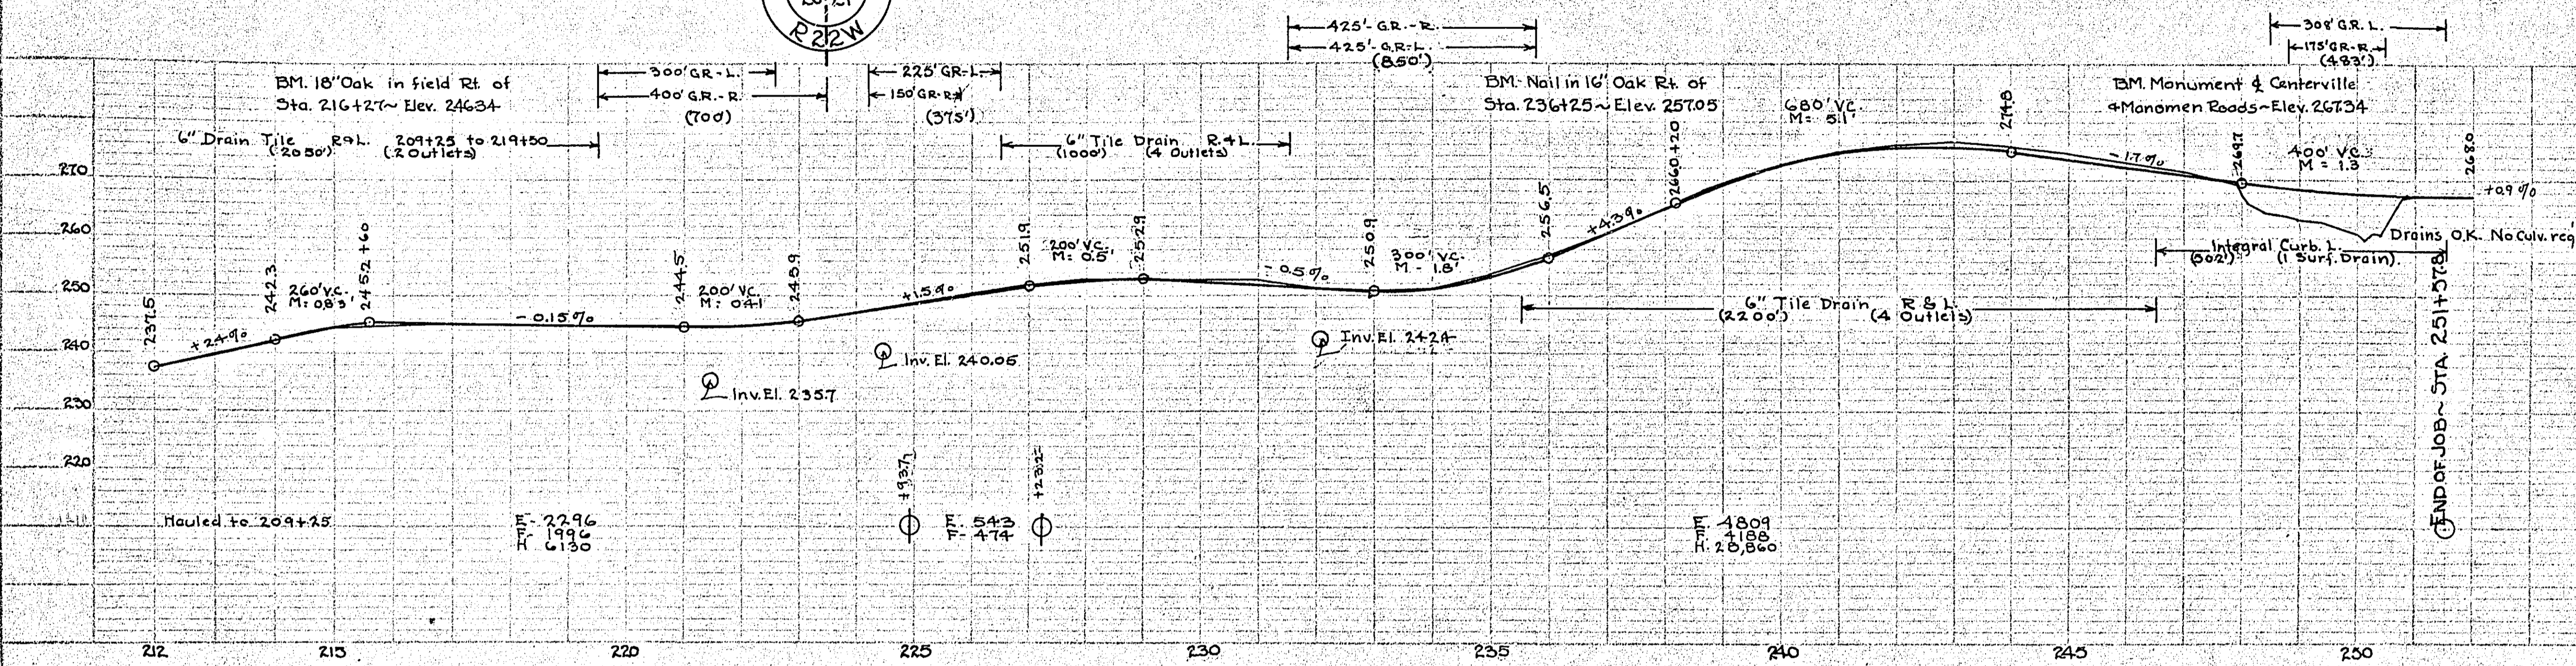 R22W
425'- G.R.-R.
425'- G.R.-L.
(850')
308' G.R. L.
175' GR-R
(483')
BM. 18" Oak in field Rt. of
Sta. 216+27~ Elev. 246.34
300' GR-L.
400' G.R.-R.
(700')
225' GR-L
150' GR-R
(375')
BM.- Nail in 16" Oak Rt. of
Sta. 236+25~ Elev. 257.05
680' V.C.
M= 5.1'
274.8
BM. Monument & Centerville
Roads~Elev. 267.34
6" Drain Tile R&L. 209+25 to 219+50
(2050') (2 Outlets)
6" Tile Drain R.&L.
(1000') (4 Outlets)
270
260
250
240
230
220
237.5
+2.4%
242.3
260' V.C.
M= 0.83'
245.2+60
-0.15%
244.5
200' V.C.
M= 0.41
245.9
+1.5%
251.9
200' V.C.
M= 0.5'
252.9
-0.5%
250.9
300' V.C.
M - 1.8'
256.5
+4.3%
266.0+20
-1.7%
269.7
400' V.C.
M = 1.3
268.0
+0.9%
Drains O.K. No Culv. req
Integral Curb. L.
(502') (1 Surf. Drain).
6" Tile Drain R & L.
(2200') (4 Outlets)
Inv. El. 235.7
Inv. El. 240.05
Inv. El. 242.4
END OF JOB~ STA. 251+57.8
Hauled to 209+25
E- 2296
F- 1996
H 6130
+93.7
E. 543
F- 474
+23.2
E. 4809
F. 4188
H. 28,860
212
215
220
225
230
235
240
245
250